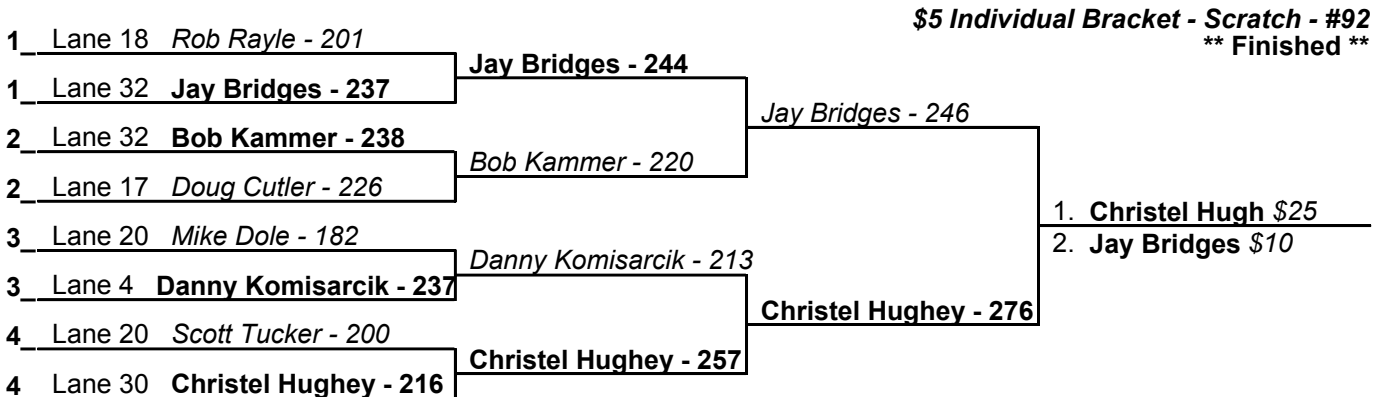 $5 Individual Bracket - Scratch - #92
** Finished **
1_ Lane 18 Rob Rayle - 201
1_ Lane 32 Jay Bridges - 237
2_ Lane 32 Bob Kammer - 238
2_ Lane 17 Doug Cutler - 226
3_ Lane 20 Mike Dole - 182
3_ Lane 4 Danny Komisarcik - 237
4_ Lane 20 Scott Tucker - 200
4 Lane 30 Christel Hughey - 216
Jay Bridges - 244
Bob Kammer - 220
Danny Komisarcik - 213
Christel Hughey - 257
Jay Bridges - 246
Christel Hughey - 276
1. Christel Hugh $25
2. Jay Bridges $10